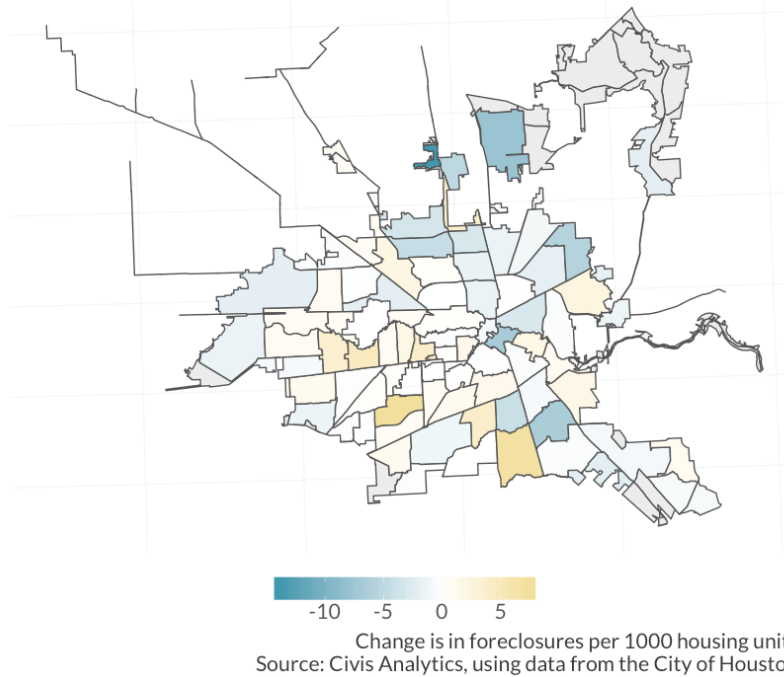 -10 -5 0 5
Change is in foreclosures per 1000 housing unit
Source: Civis Analytics, using data from the City of Housto